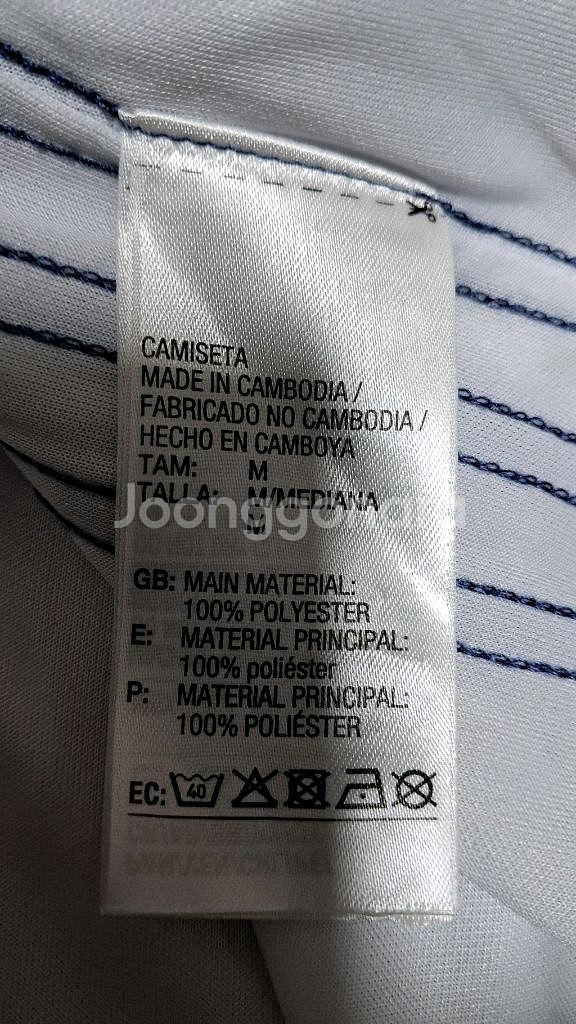 CAMISETA
MADE IN CAMBODIA /
FABRICADO NO CAMBODIA /
HECHO EN CAMBOYA
TAM: M
TALLA: M/MEDIANA
M
GB: MAIN MATERIAL:
100% POLYESTER
E: MATERIAL PRINCIPAL:
100% poliéster
P: MATERIAL PRINCIPAL:
100% POLIÉSTER
EC: 40